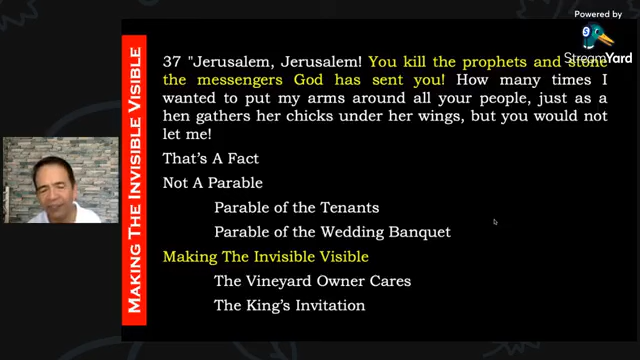 Powered by
StreamYard
MAKING THE INVISIBLE VISIBLE
37 "Jerusalem, Jerusalem! You kill the prophets and stone
the messengers God has sent you! How many times I
wanted to put my arms around all your people, just as a
hen gathers her chicks under her wings, but you would not
let me!
That's A Fact
Not A Parable
Parable of the Tenants
Parable of the Wedding Banquet
Making The Invisible Visible
The Vineyard Owner Cares
The King's Invitation